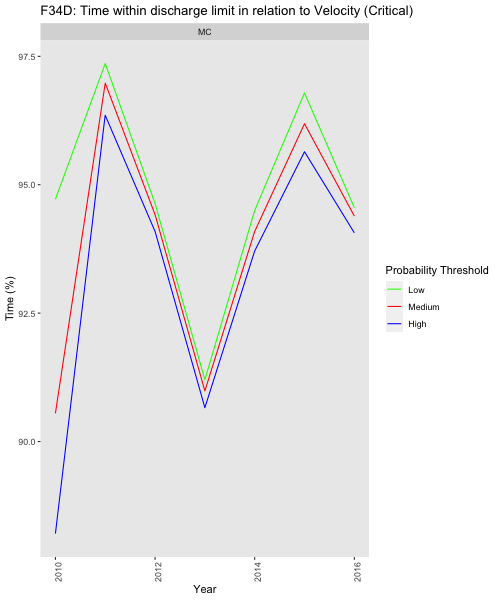 F34D: Time within discharge limit in relation to Velocity (Critical)
MC
97.5
95.0
92.5
90.0
Time (%)
2010
2012
2014
2016
Year
Probability Threshold
Low
Medium
High